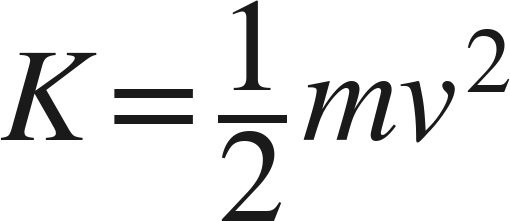 K = 1/2 mv²